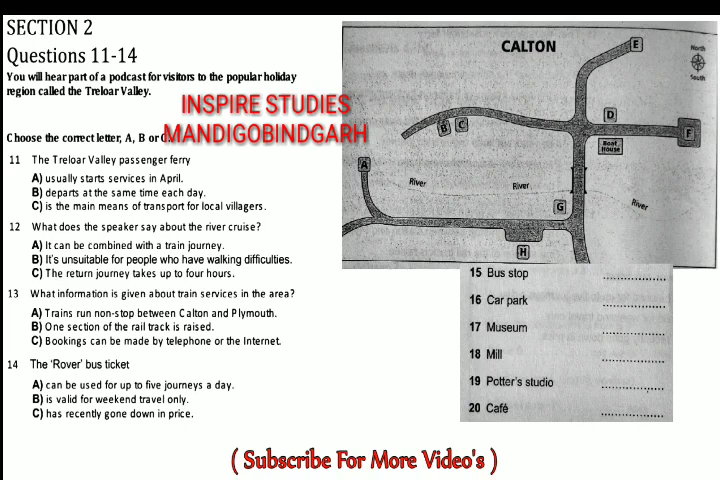 SECTION 2
Questions 11-14
You will hear part of a podcast for visitors to the popular holiday
region called the Treloar Valley.
INSPIRE STUDIES
MANDIGOBINDGARH
Choose the correct letter, A, B or
11 The Treloar Valley passenger ferry
A) usually starts services in April.
B) departs at the same time each day.
C) is the main means of transport for local villagers.
12 What does the speaker say about the river cruise?
A) It can be combined with a train journey.
B) It's unsuitable for people who have walking difficulties.
C) The return journey takes up to four hours.
13 What information is given about train services in the area?
A) Trains run non-stop between Calton and Plymouth.
B) One section of the rail track is raised.
C) Bookings can be made by telephone or the Internet.
14 The 'Rover' bus ticket
A) can be used for up to five journeys a day.
B) is valid for weekend travel only.
C) has recently gone down in price.
CALTON
North
South
E
D
B
C
F
Boat
House
A
River
River
River
G
H
15 Bus stop ................
16 Car park ................
17 Museum ................
18 Mill ................
19 Potter's studio ................
20 Café ................
( Subscribe For More Video's )